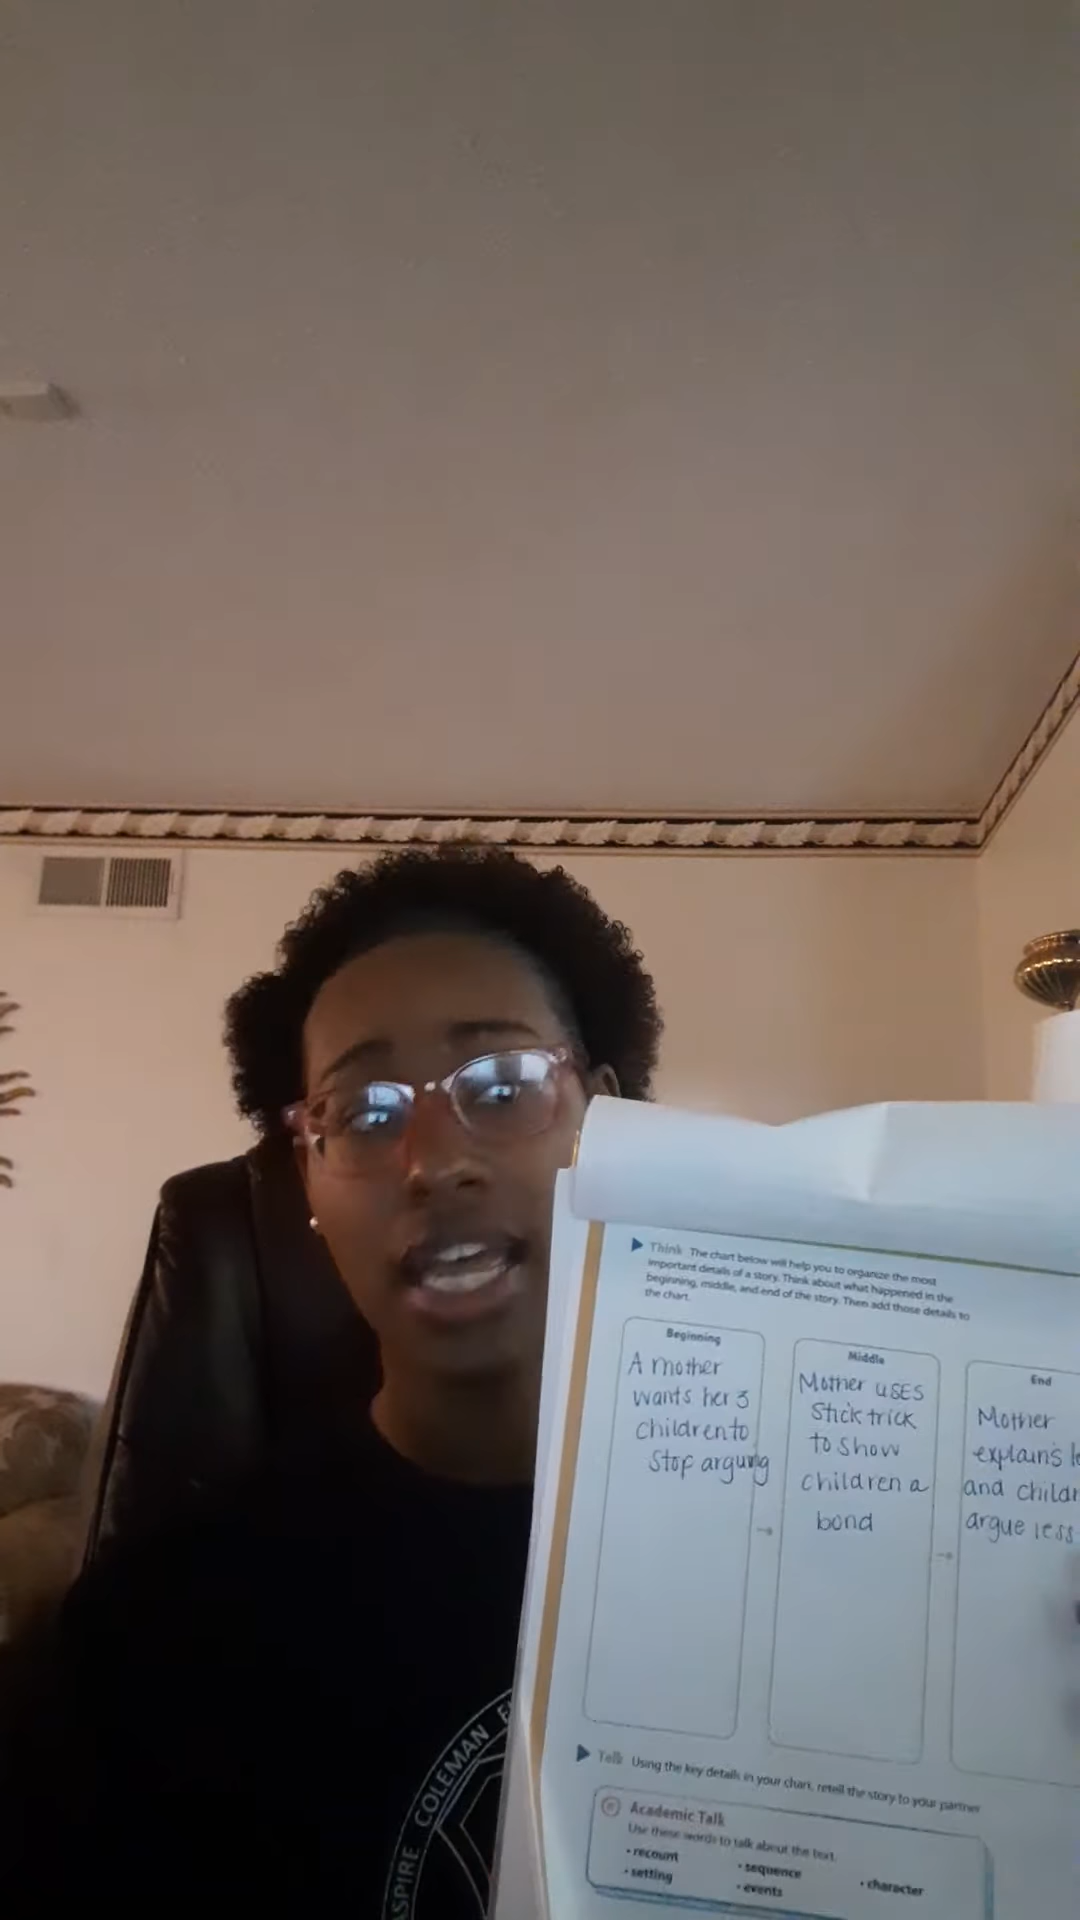 Think The chart below will help you to organize the most
important details of a story. Think about what happened in the
beginning, middle, and end of the story. Then add those details to
the chart.
Beginning
A mother
wants her 3
children to
stop arguing
Middle
Mother uses
Stick trick
to show
children a
bond
End
Mother
explains
and
argue less
Talk Using the key details in your chart, retell the story to your partner
Academic Talk
Use these words to talk about the text.
• recount
• sequence
• character
• setting
• events
ASPIRE COLEMAN